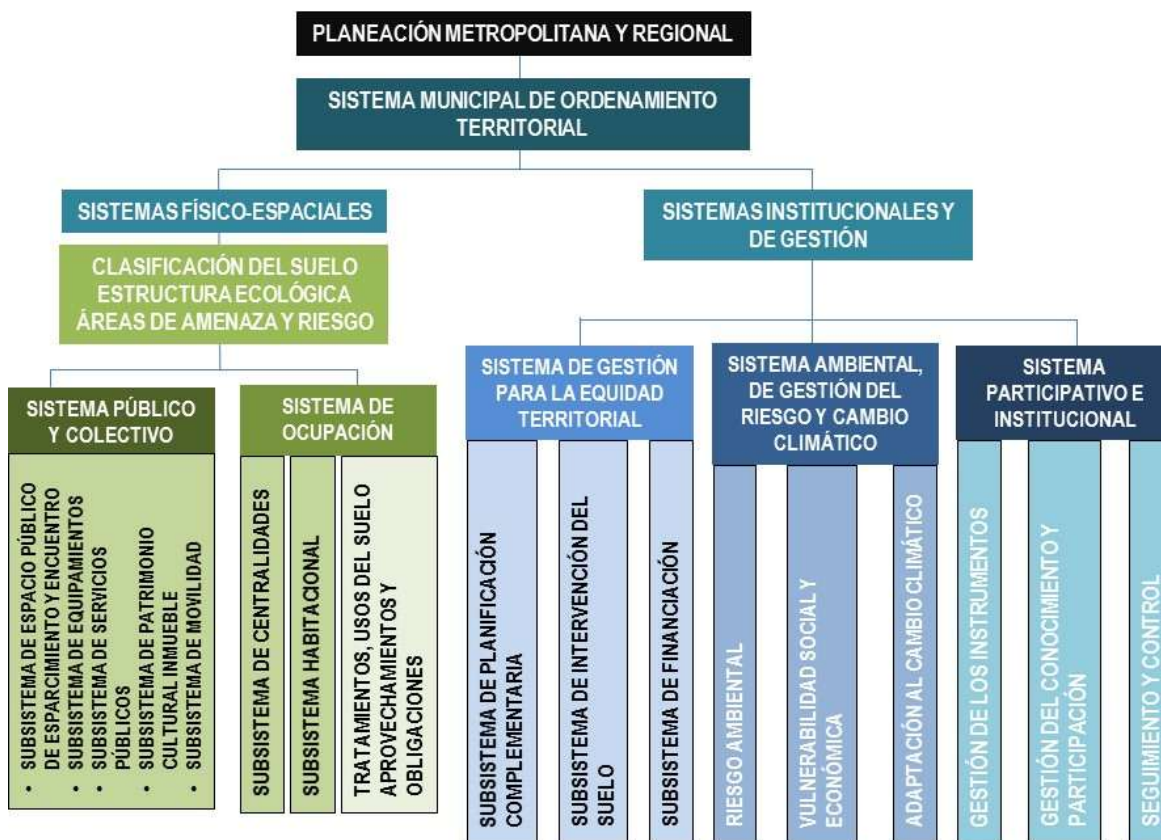 PLANEACIÓN METROPOLITANA Y REGIONAL
SISTEMA MUNICIPAL DE ORDENAMIENTO
TERRITORIAL
SISTEMAS FÍSICO-ESPACIALES
CLASIFICACIÓN DEL SUELO
ESTRUCTURA ECOLÓGICA
ÁREAS DE AMENAZA Y RIESGO
SISTEMA PÚBLICO
Y COLECTIVO
• SUBSISTEMA DE ESPACIO PÚBLICO
DE ESPARCIMIENTO Y ENCUENTRO
• SUBSISTEMA DE EQUIPAMIENTOS
• SUBSISTEMA DE SERVICIOS
PÚBLICOS
• SUBSISTEMA DE PATRIMONIO
CULTURAL INMUEBLE
• SUBSISTEMA DE MOVILIDAD
SISTEMA DE
OCUPACIÓN
SUBSISTEMA DE CENTRALIDADES
SUBSISTEMA HABITACIONAL
TRATAMIENTOS, USOS DEL SUELO
APROVECHAMIENTOS Y
OBLIGACIONES
SISTEMAS INSTITUCIONALES Y
DE GESTIÓN
SISTEMA DE GESTIÓN
PARA LA EQUIDAD
TERRITORIAL
SUBSISTEMA DE PLANIFICACIÓN
COMPLEMENTARIA
SUBSISTEMA DE INTERVENCIÓN DEL
SUELO
SUBSISTEMA DE FINANCIACIÓN
SISTEMA AMBIENTAL,
DE GESTIÓN DEL
RIESGO Y CAMBIO
CLIMÁTICO
RIESGO AMBIENTAL
VULNERABILIDAD SOCIAL Y
ECONÓMICA
ADAPTACIÓN AL CAMBIO CLIMÁTICO
SISTEMA
PARTICIPATIVO E
INSTITUCIONAL
GESTIÓN DE LOS INSTRUMENTOS
GESTIÓN DEL CONOCIMIENTO Y
PARTICIPACIÓN
SEGUIMIENTO Y CONTROL